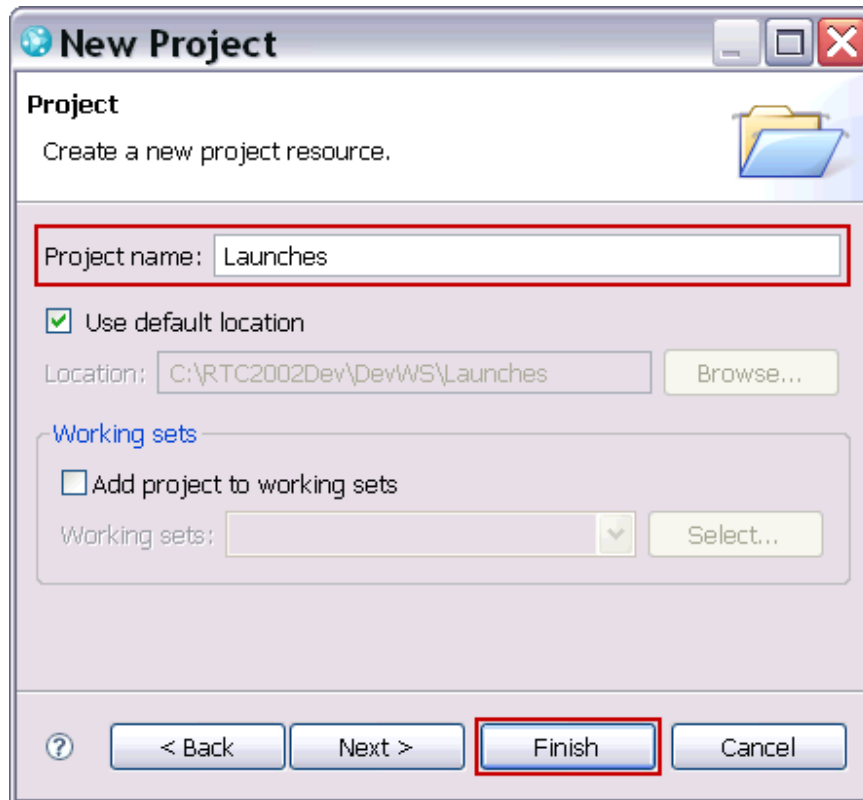 New Project
Project
Create a new project resource.
Project name: Launches
Use default location
Location: C:\RTC2002Dev\DevWS\Launches Browse...
Working sets
Add project to working sets
Working sets: Select...
? < Back Next > Finish Cancel